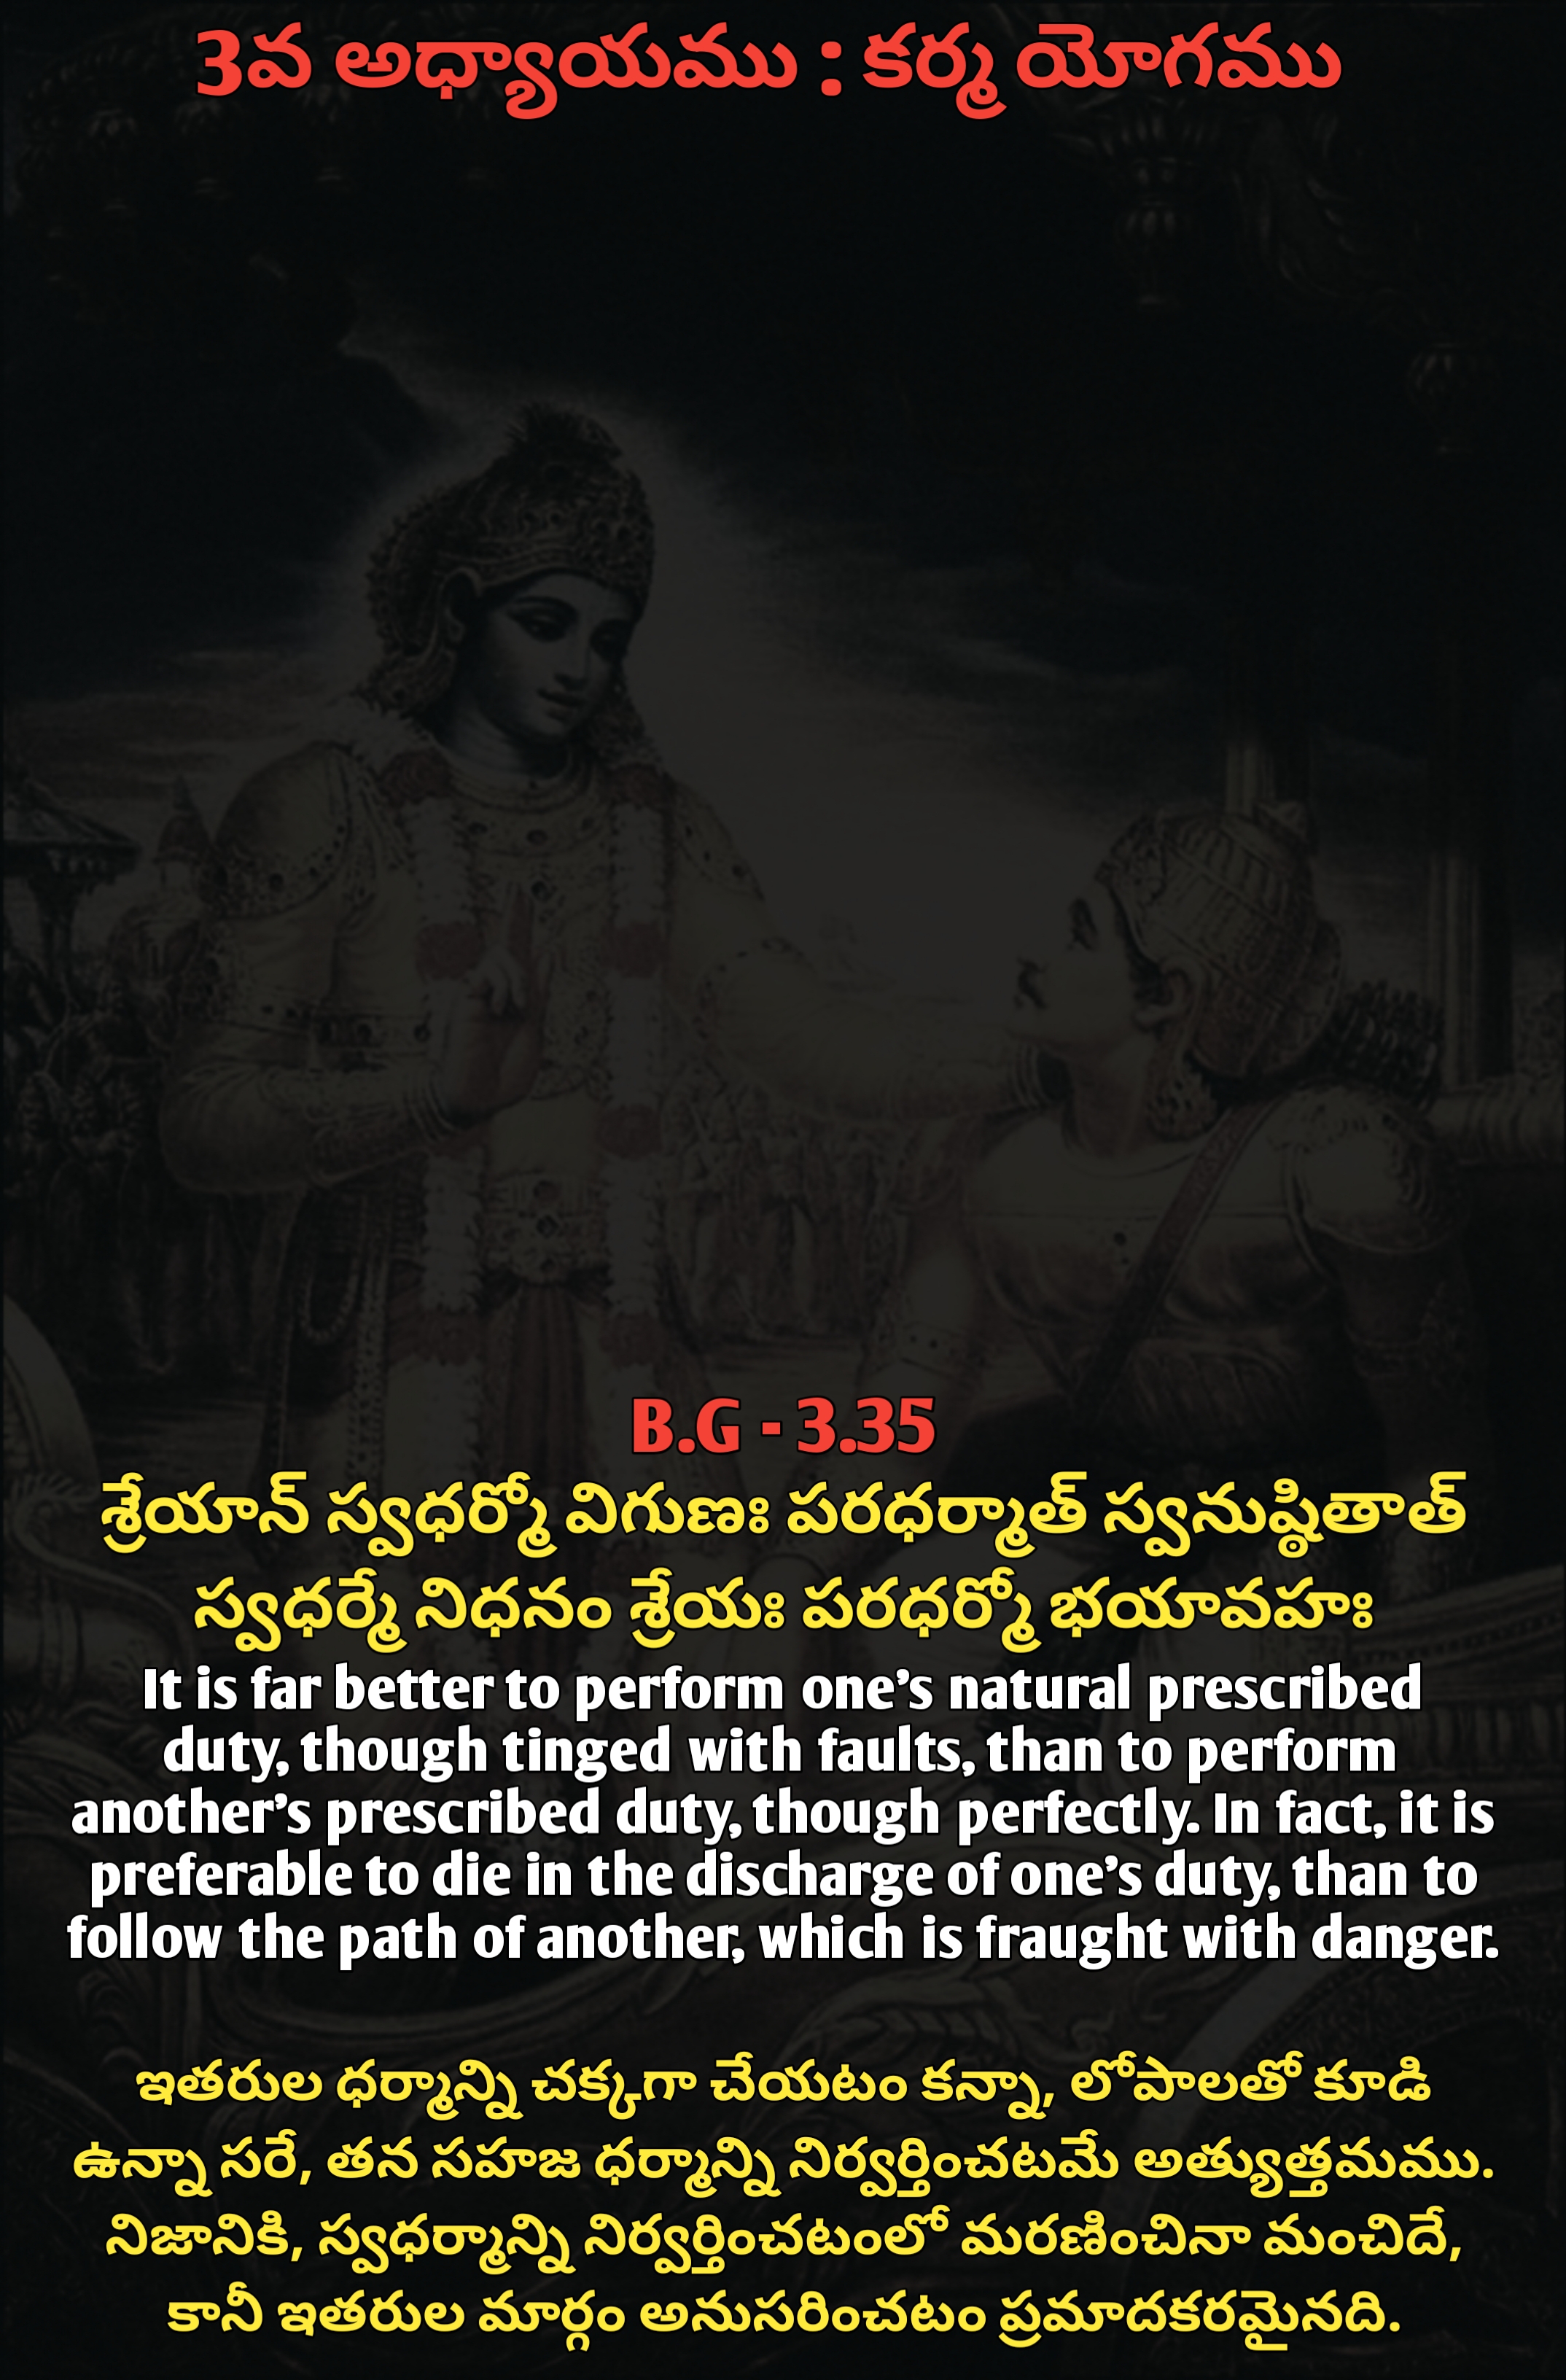 3వ అధ్యాయము : కర్మ యోగము
B.G - 3.35
శ్రేయాన్ స్వధర్మో విగుణః పరధర్మాత్ స్వనుష్ఠితాత్
స్వధర్మే నిధనం శ్రేయః పరధర్మో భయావహః
It is far better to perform one’s natural prescribed
duty, though tinged with faults, than to perform
another’s prescribed duty, though perfectly. In fact, it is
preferable to die in the discharge of one’s duty, than to
follow the path of another, which is fraught with danger.
ఇతరుల ధర్మాన్ని చక్కగా చేయటం కన్నా, లోపాలతో కూడి
ఉన్నా సరే, తన సహజ ధర్మాన్ని నిర్వర్తించటమే అత్యుత్తమము.
నిజానికి, స్వధర్మాన్ని నిర్వర్తించటంలో మరణించినా మంచిదే,
కానీ ఇతరుల మార్గం అనుసరించటం ప్రమాదకరమైనది.